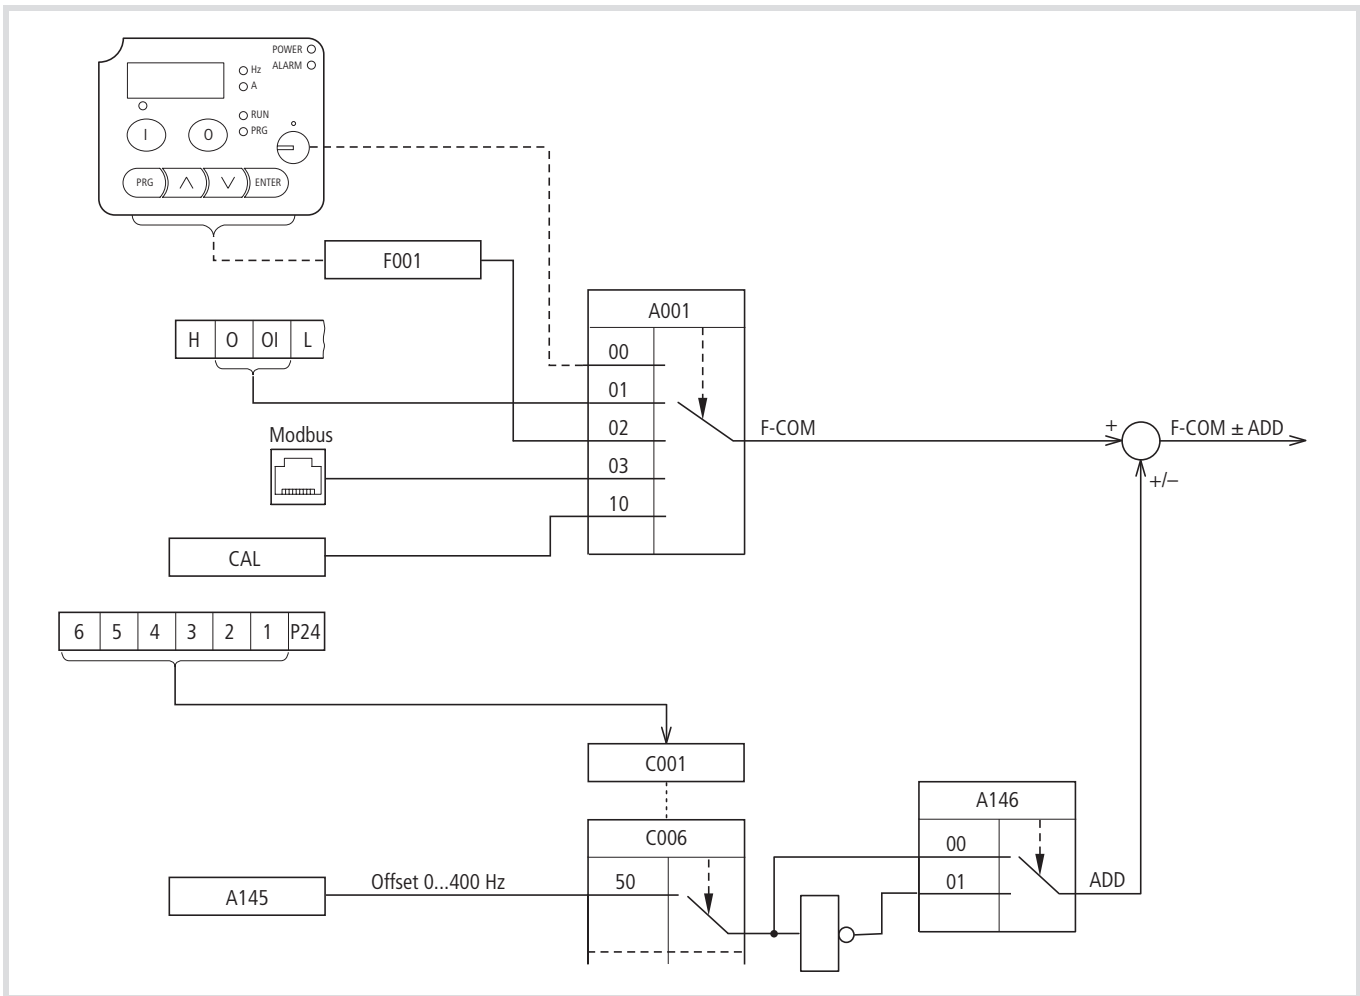 POWER
ALARM
Hz
A
RUN
PRG
I
O
PRG
ENTER
F001
H O OI L
A001
00
01
02
03
10
F-COM
+
F-COM ± ADD
+/–
Modbus
CAL
6 5 4 3 2 1 P24
C001
C006
50
A145
Offset 0...400 Hz
A146
00
01
ADD